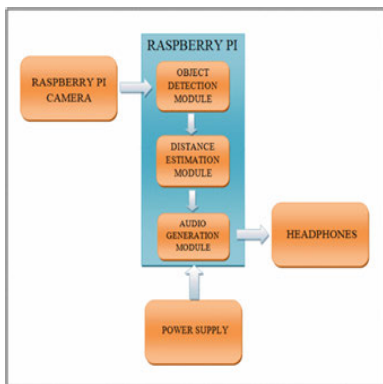 RASPBERRY PI
OBJECT
DETECTION
MODULE
RASPBERRY PI
CAMERA
DISTANCE
ESTIMATION
MODULE
AUDIO
GENERATION
MODULE
HEADPHONES
POWER SUPPLY